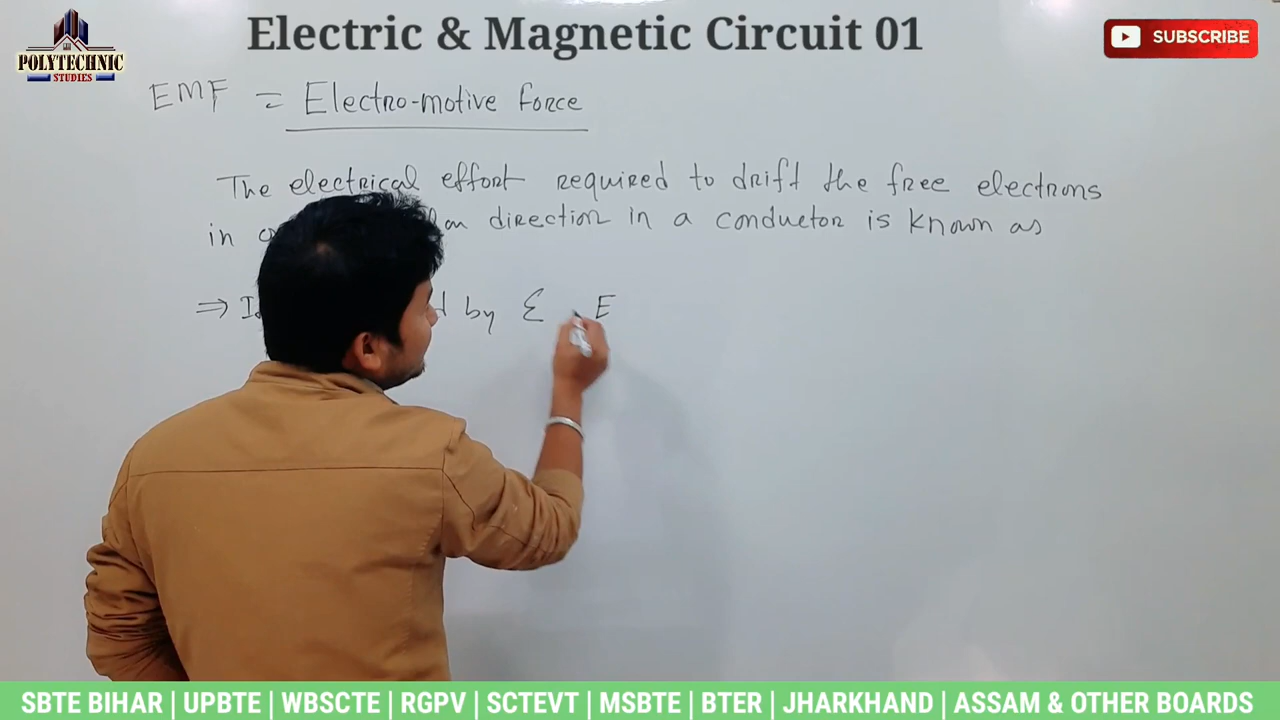 Electric & Magnetic Circuit 01
POLYTECHNIC
STUDIES
SUBSCRIBE
EMF = Electro-motive force
The electrical effort required to drift the free electrons
in direction in a conductor is known as
⇒ by Ɛ E
SBTE BIHAR | UPBTE | WBSCTE | RGPV | SCTEVT | MSBTE | BTER | JHARKHAND | ASSAM & OTHER BOARDS